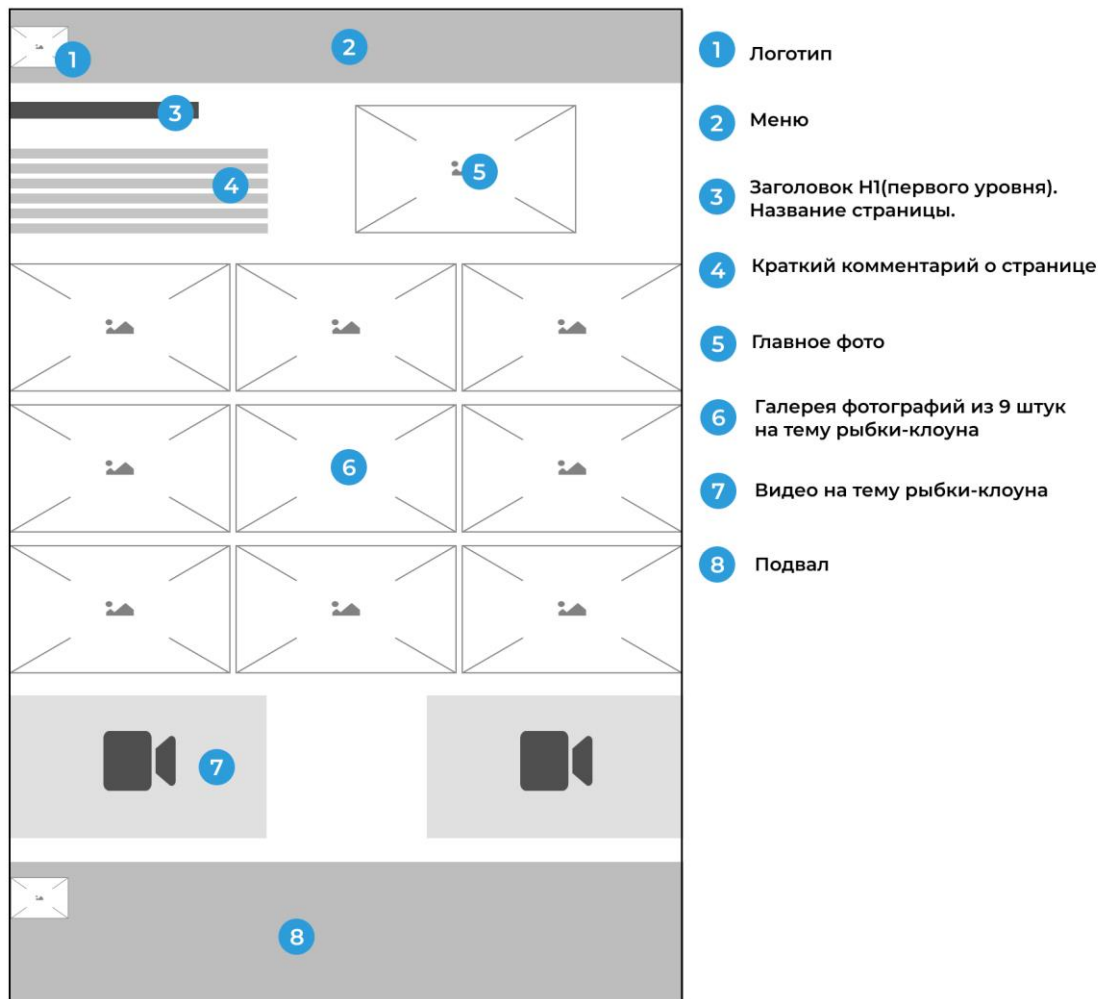 1
2
3
4
5
6
7
8
1 Логотип
2 Меню
3 Заголовок H1(первого уровня).
Название страницы.
4 Краткий комментарий о странице
5 Главное фото
6 Галерея фотографий из 9 штук
на тему рыбки-клоуна
7 Видео на тему рыбки-клоуна
8 Подвал